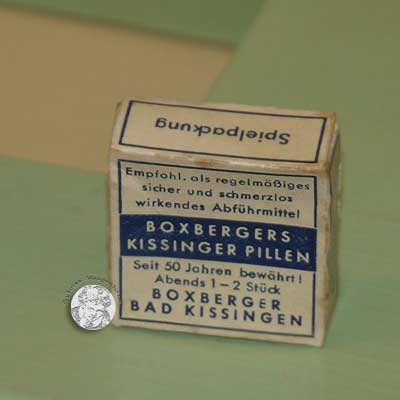 Spielpackung
Empfohl. als regelmäßiges
sicher und schmerzlos
wirkendes Abführmittel
BOXBERGERS
KISSINGER PILLEN
Seit 50 Jahren bewährt!
Abends 1-2 Stück
BOXBERGER
BAD KISSINGEN